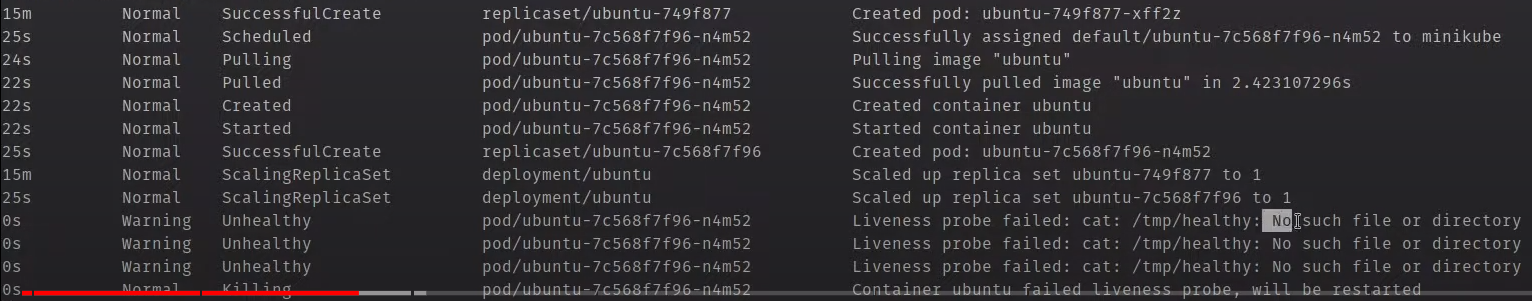 15m Normal SuccessfulCreate replicaset/ubuntu-749f877 Created pod: ubuntu-749f877-xff2z
25s Normal Scheduled pod/ubuntu-7c568f7f96-n4m52 Successfully assigned default/ubuntu-7c568f7f96-n4m52 to minikube
24s Normal Pulling pod/ubuntu-7c568f7f96-n4m52 Pulling image "ubuntu"
22s Normal Pulled pod/ubuntu-7c568f7f96-n4m52 Successfully pulled image "ubuntu" in 2.423107296s
22s Normal Created pod/ubuntu-7c568f7f96-n4m52 Created container ubuntu
22s Normal Started pod/ubuntu-7c568f7f96-n4m52 Started container ubuntu
25s Normal SuccessfulCreate replicaset/ubuntu-7c568f7f96 Created pod: ubuntu-7c568f7f96-n4m52
15m Normal ScalingReplicaSet deployment/ubuntu Scaled up replica set ubuntu-749f877 to 1
25s Normal ScalingReplicaSet deployment/ubuntu Scaled up replica set ubuntu-7c568f7f96 to 1
0s Warning Unhealthy pod/ubuntu-7c568f7f96-n4m52 Liveness probe failed: cat: /tmp/healthy: No such file or directory
0s Warning Unhealthy pod/ubuntu-7c568f7f96-n4m52 Liveness probe failed: cat: /tmp/healthy: No such file or directory
0s Warning Unhealthy pod/ubuntu-7c568f7f96-n4m52 Liveness probe failed: cat: /tmp/healthy: No such file or directory
0s Normal Killing pod/ubuntu-7c568f7f96-n4m52 Container ubuntu failed liveness probe, will be restarted